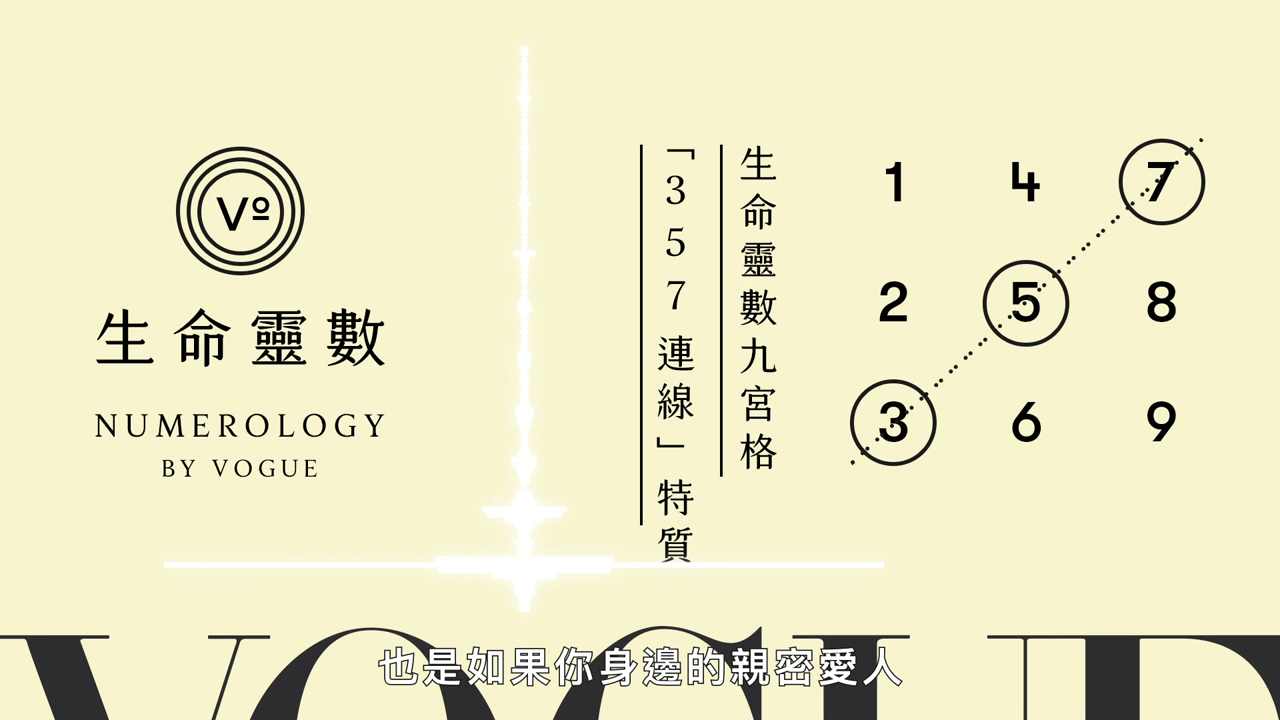 Vº
生命靈數
NUMEROLOGY
BY VOGUE
生命靈數九宮格
「357連線」特質
1 4 7
2 5 8
3 6 9
VOGUE
也是如果你身邊的親密愛人